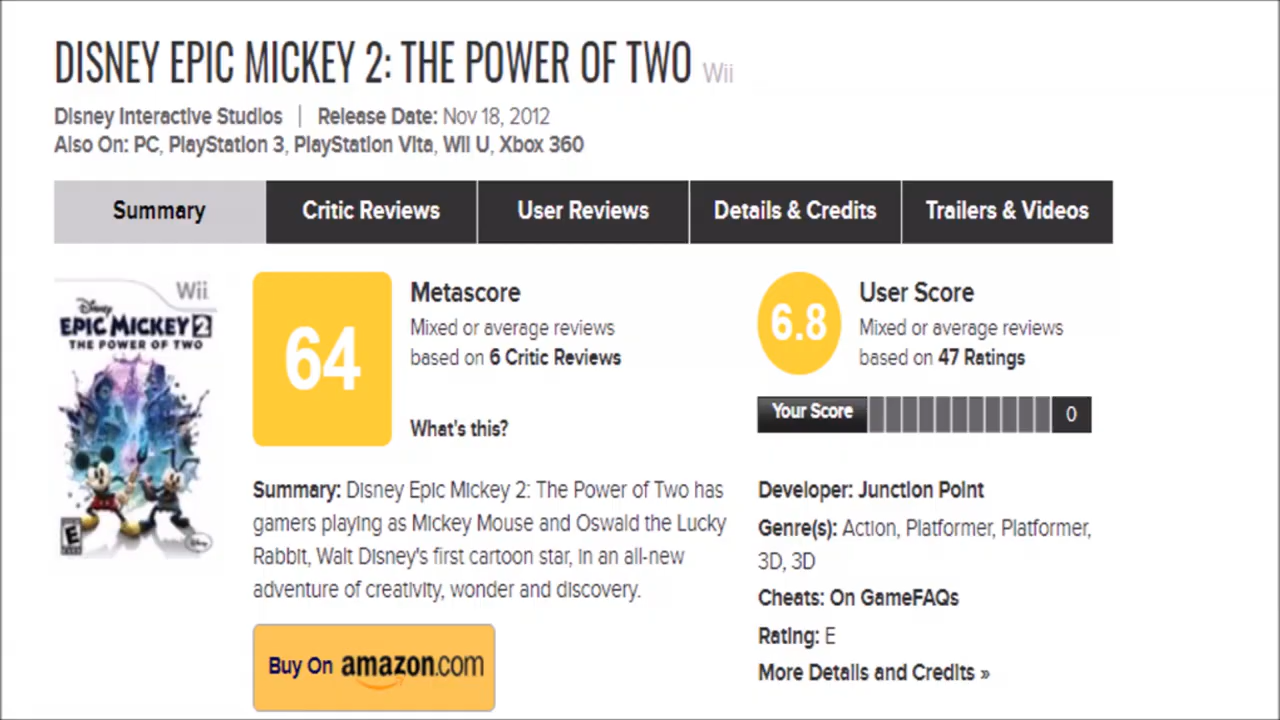 DISNEY EPIC MICKEY 2: THE POWER OF TWO Wii
Disney Interactive Studios | Release Date: Nov 18, 2012
Also On: PC, PlayStation 3, PlayStation Vita, Wii U, Xbox 360
Summary Critic Reviews User Reviews Details & Credits Trailers & Videos
Wii
Disney
EPIC MICKEY 2
THE POWER OF TWO
E
Disney
64
Metascore
Mixed or average reviews
based on 6 Critic Reviews
What's this?
6.8
User Score
Mixed or average reviews
based on 47 Ratings
Your Score 0
Summary: Disney Epic Mickey 2: The Power of Two has
gamers playing as Mickey Mouse and Oswald the Lucky
Rabbit, Walt Disney's first cartoon star, in an all-new
adventure of creativity, wonder and discovery.
Buy On amazon.com
Developer: Junction Point
Genre(s): Action, Platformer, Platformer,
3D, 3D
Cheats: On GameFAQs
Rating: E
More Details and Credits »